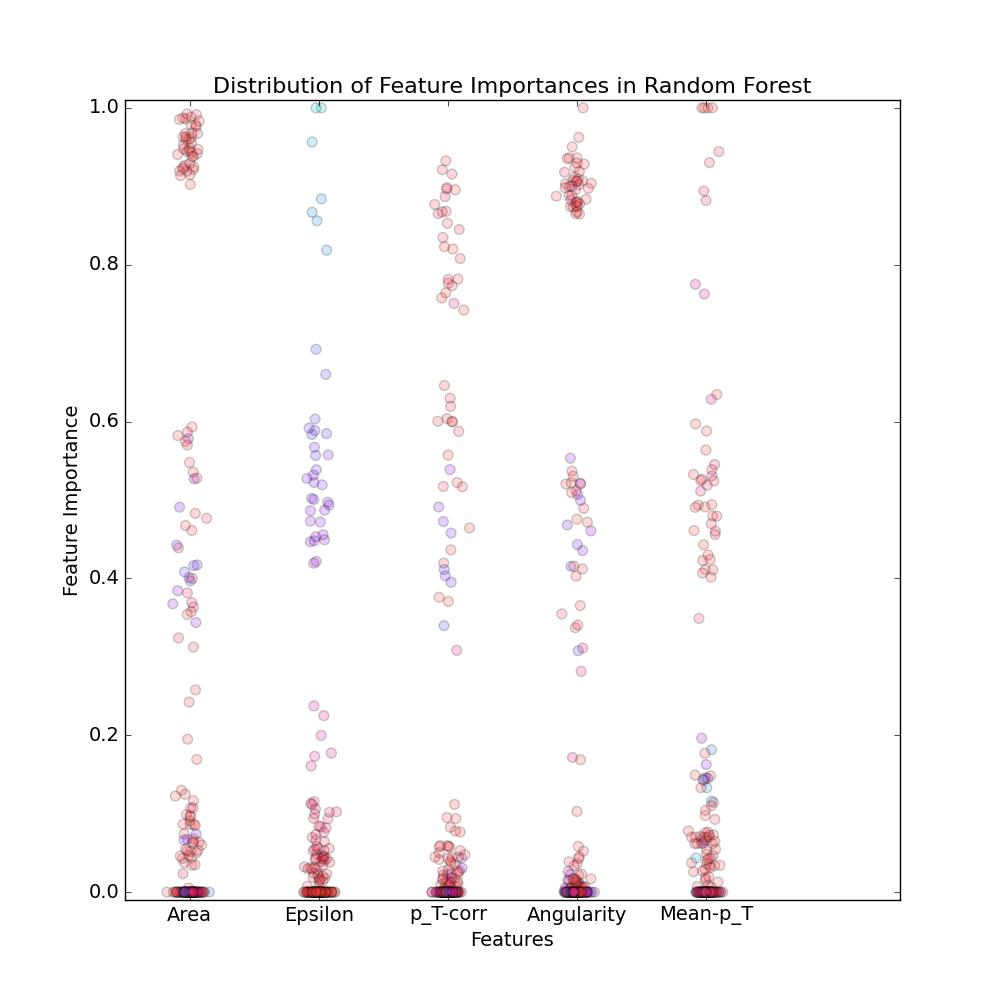 Distribution of Feature Importances in Random Forest
1.0
0.8
0.6
0.4
0.2
0.0
Feature Importance
Area Epsilon p_T-corr Angularity Mean-p_T
Features